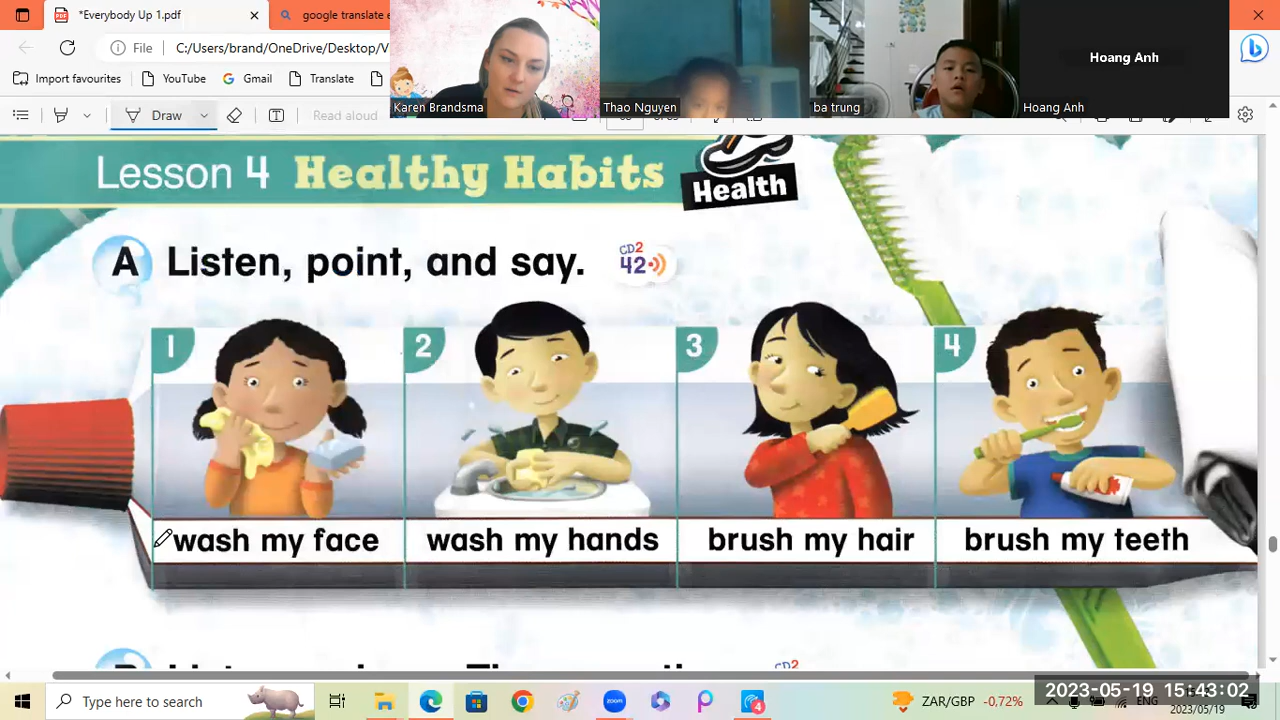 *Everybody Up 1.pdf
google translate e
File
C:/Users/brand/OneDrive/Desktop/V
Import favourites
YouTube
Gmail
Translate
Draw
Read aloud
Karen Brandsma
Thao Nguyen
ba trung
Hoang Anh
Hoang Anh
Lesson 4 Healthy Habits
Health
A Listen, point, and say.
CD2
42
1
2
3
4
wash my face
wash my hands
brush my hair
brush my teeth
CD2
Type here to search
zoom
4
ZAR/GBP -0,72%
ENG
2023-05-19 15:43:02
2023/05/19